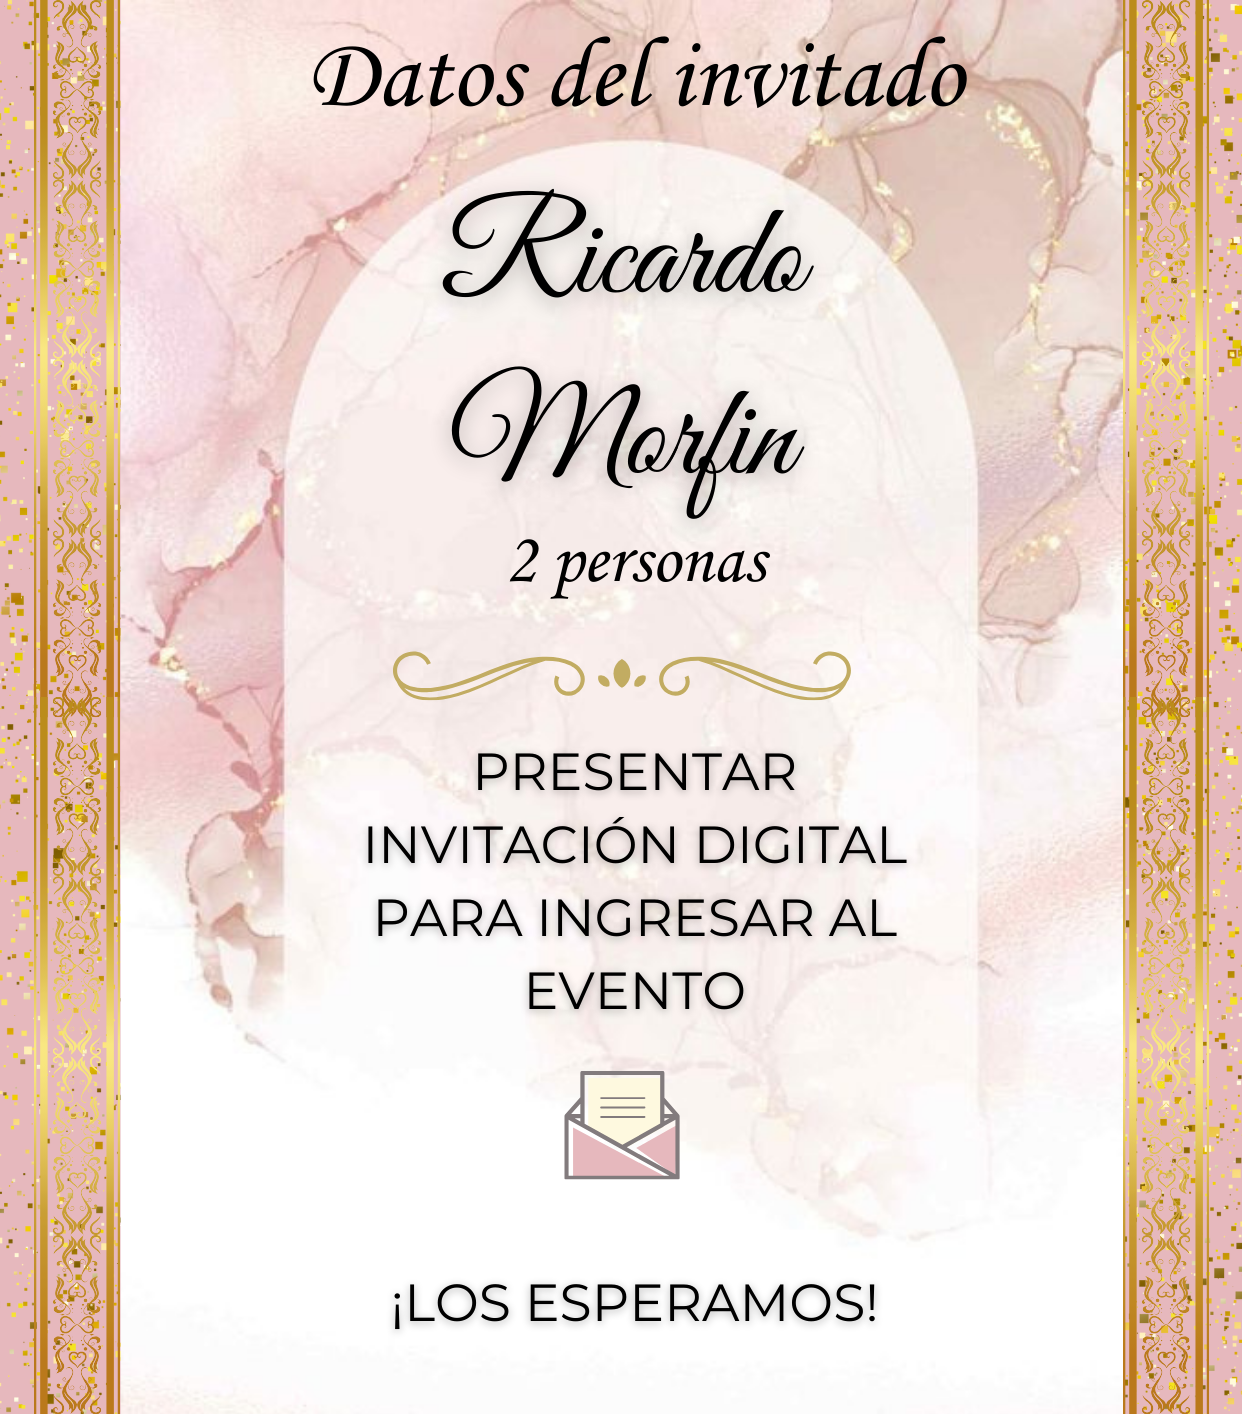 Datos del invitado
Ricardo
Morfin
2 personas
PRESENTAR
INVITACIÓN DIGITAL
PARA INGRESAR AL
EVENTO
¡LOS ESPERAMOS!